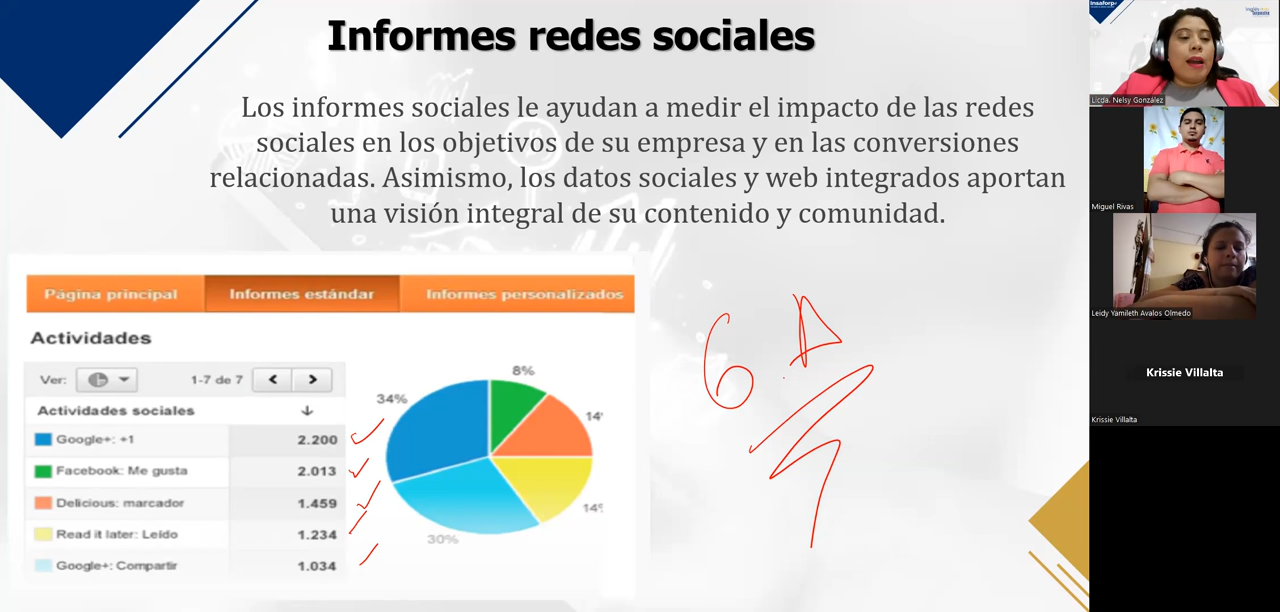 Informes redes sociales
Los informes sociales le ayudan a medir el impacto de las redes
sociales en los objetivos de su empresa y en las conversiones
relacionadas. Asimismo, los datos sociales y web integrados aportan
una visión integral de su contenido y comunidad.
Página principal
Informes estándar
Informes personalizados
Actividades
Ver:
1-7 de 7
Actividades sociales
Google+: +1 2.200
Facebook: Me gusta 2.013
Delicious: marcador 1.459
Read it later: Leído 1.234
Google+: Compartir 1.034
8%
34%
14
14%
30%
6
Insaforp
Licda. Nelsy González
Miguel Rivas
Leidy Yamileth Avalos Olmedo
Krissie Villalta
Krissie Villalta